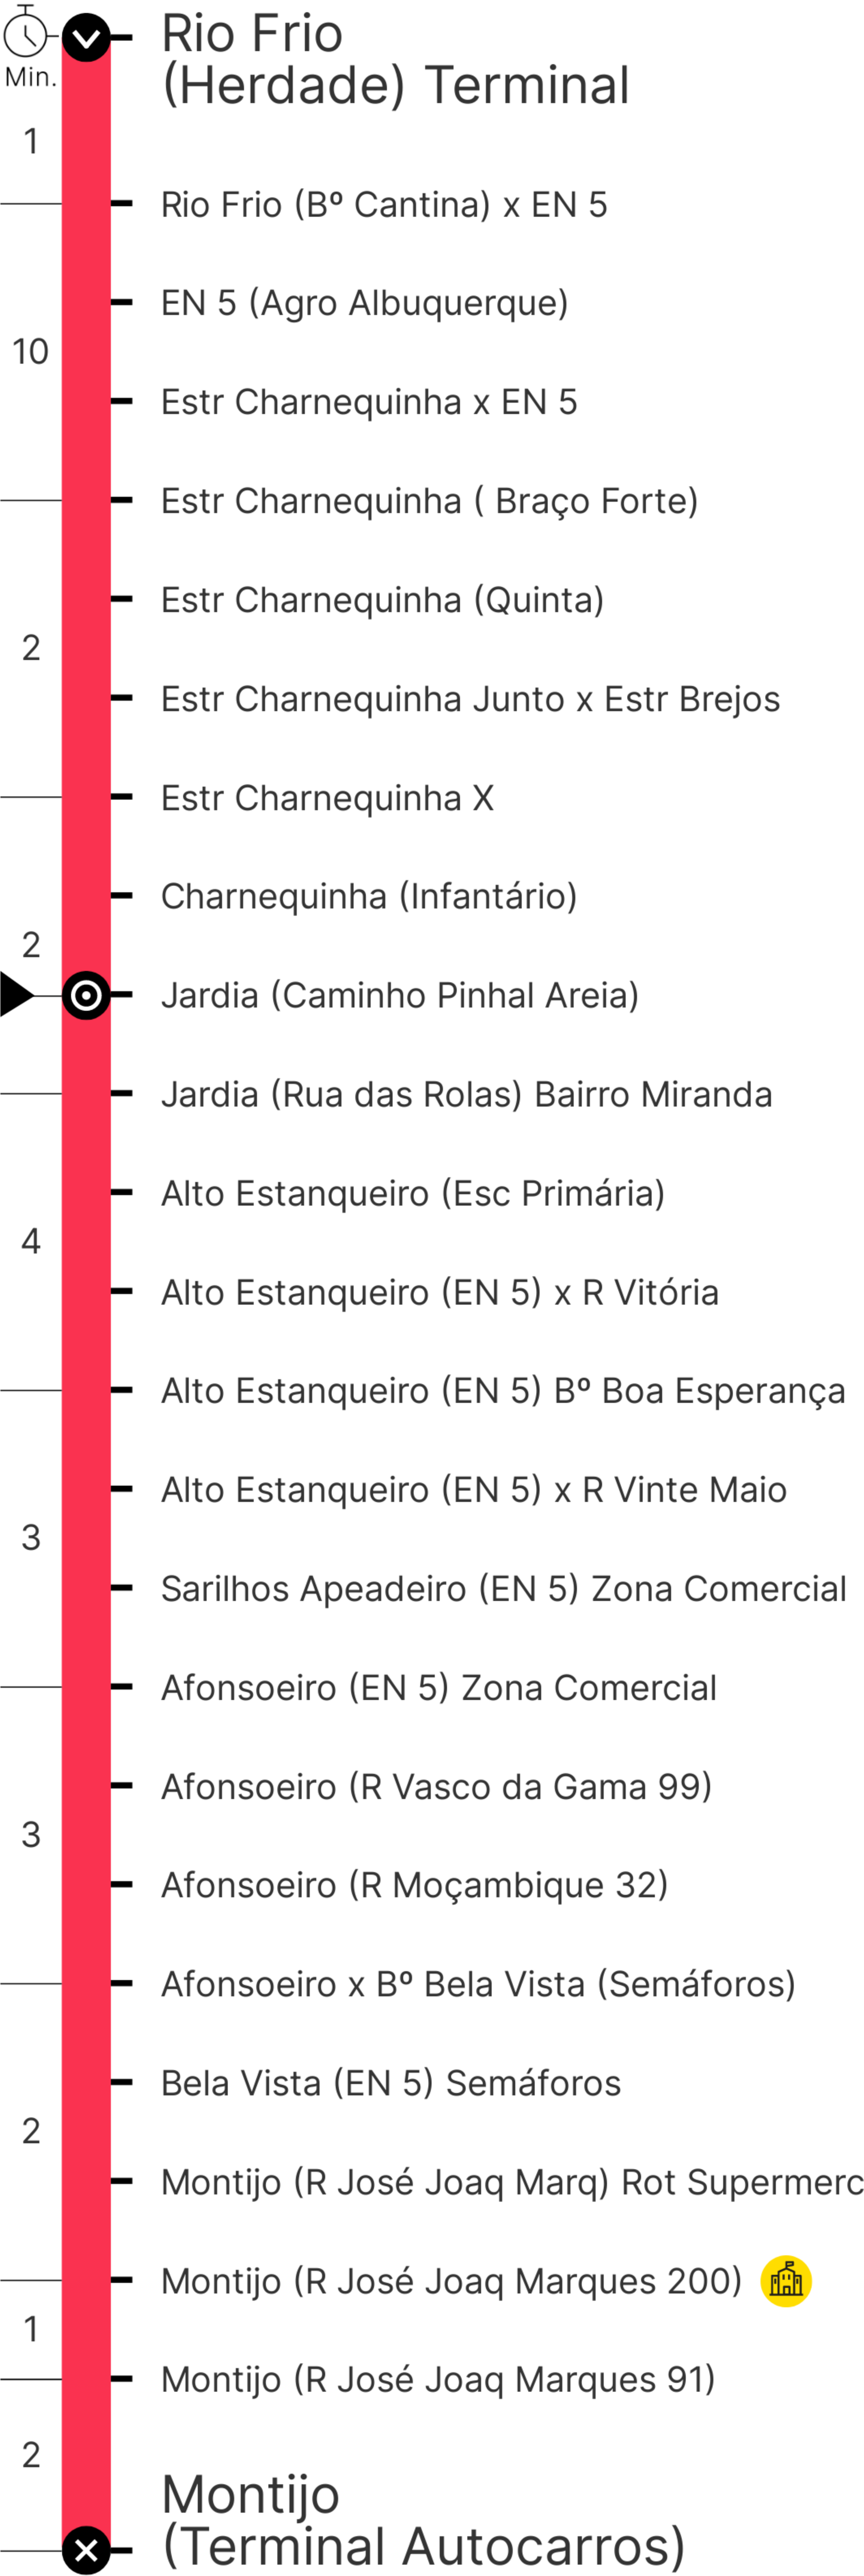 Rio Frio
(Herdade) Terminal
Min.
1
Rio Frio (Bº Cantina) x EN 5
EN 5 (Agro Albuquerque)
10
Estr Charnequinha x EN 5
Estr Charnequinha ( Braço Forte)
Estr Charnequinha (Quinta)
2
Estr Charnequinha Junto x Estr Brejos
Estr Charnequinha X
Charnequinha (Infantário)
2
Jardia (Caminho Pinhal Areia)
Jardia (Rua das Rolas) Bairro Miranda
Alto Estanqueiro (Esc Primária)
4
Alto Estanqueiro (EN 5) x R Vitória
Alto Estanqueiro (EN 5) Bº Boa Esperança
Alto Estanqueiro (EN 5) x R Vinte Maio
3
Sarilhos Apeadeiro (EN 5) Zona Comercial
Afonsoeiro (EN 5) Zona Comercial
Afonsoeiro (R Vasco da Gama 99)
3
Afonsoeiro (R Moçambique 32)
Afonsoeiro x Bº Bela Vista (Semáforos)
Bela Vista (EN 5) Semáforos
2
Montijo (R José Joaq Marq) Rot Supermerc
Montijo (R José Joaq Marques 200)
1
Montijo (R José Joaq Marques 91)
2
Montijo
(Terminal Autocarros)